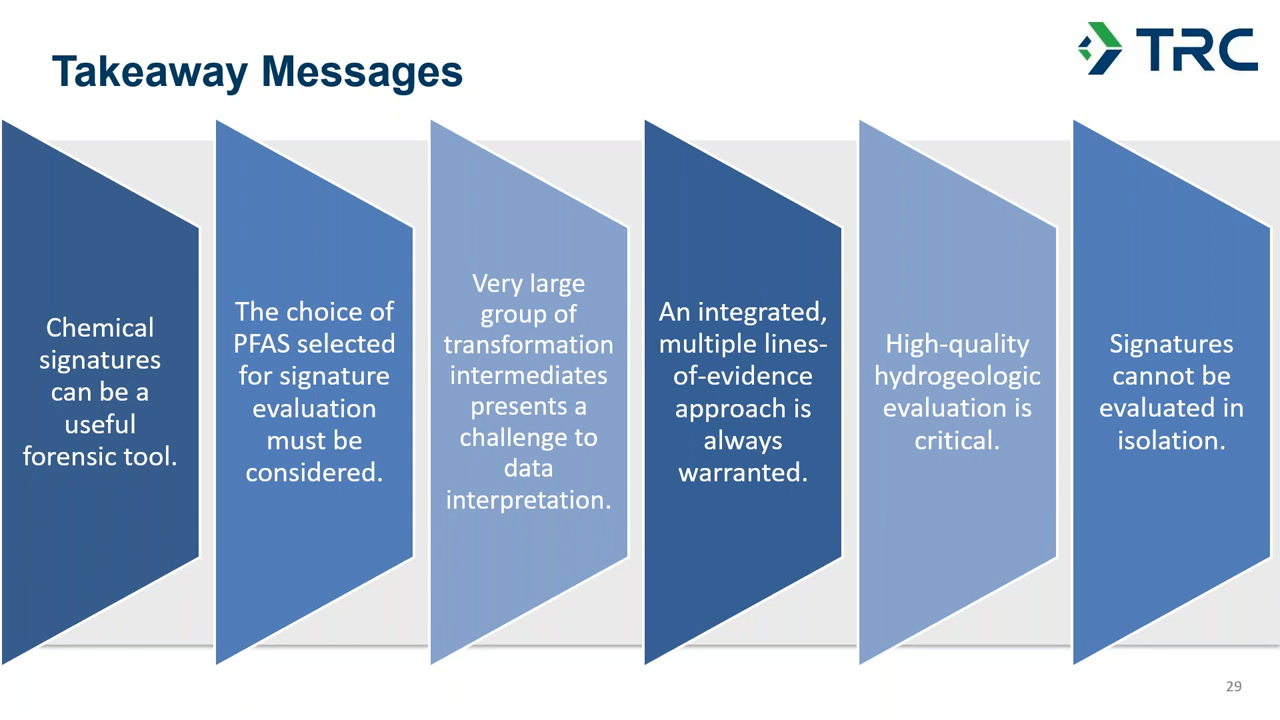 Takeaway Messages
TRC
Chemical
signatures
can be a
useful
forensic tool.
The choice of
PFAS selected
for signature
evaluation
must be
considered.
Very large
group of
transformation
intermediates
presents a
challenge to
data
interpretation.
An integrated,
multiple lines-
of-evidence
approach is
always
warranted.
High-quality
hydrogeologic
evaluation is
critical.
Signatures
cannot be
evaluated in
isolation.
29